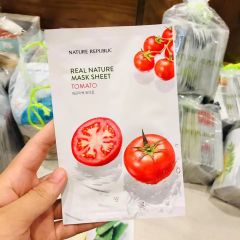 NATURE REPUBLIC
REAL NATURE
MASK SHEET
TOMATO